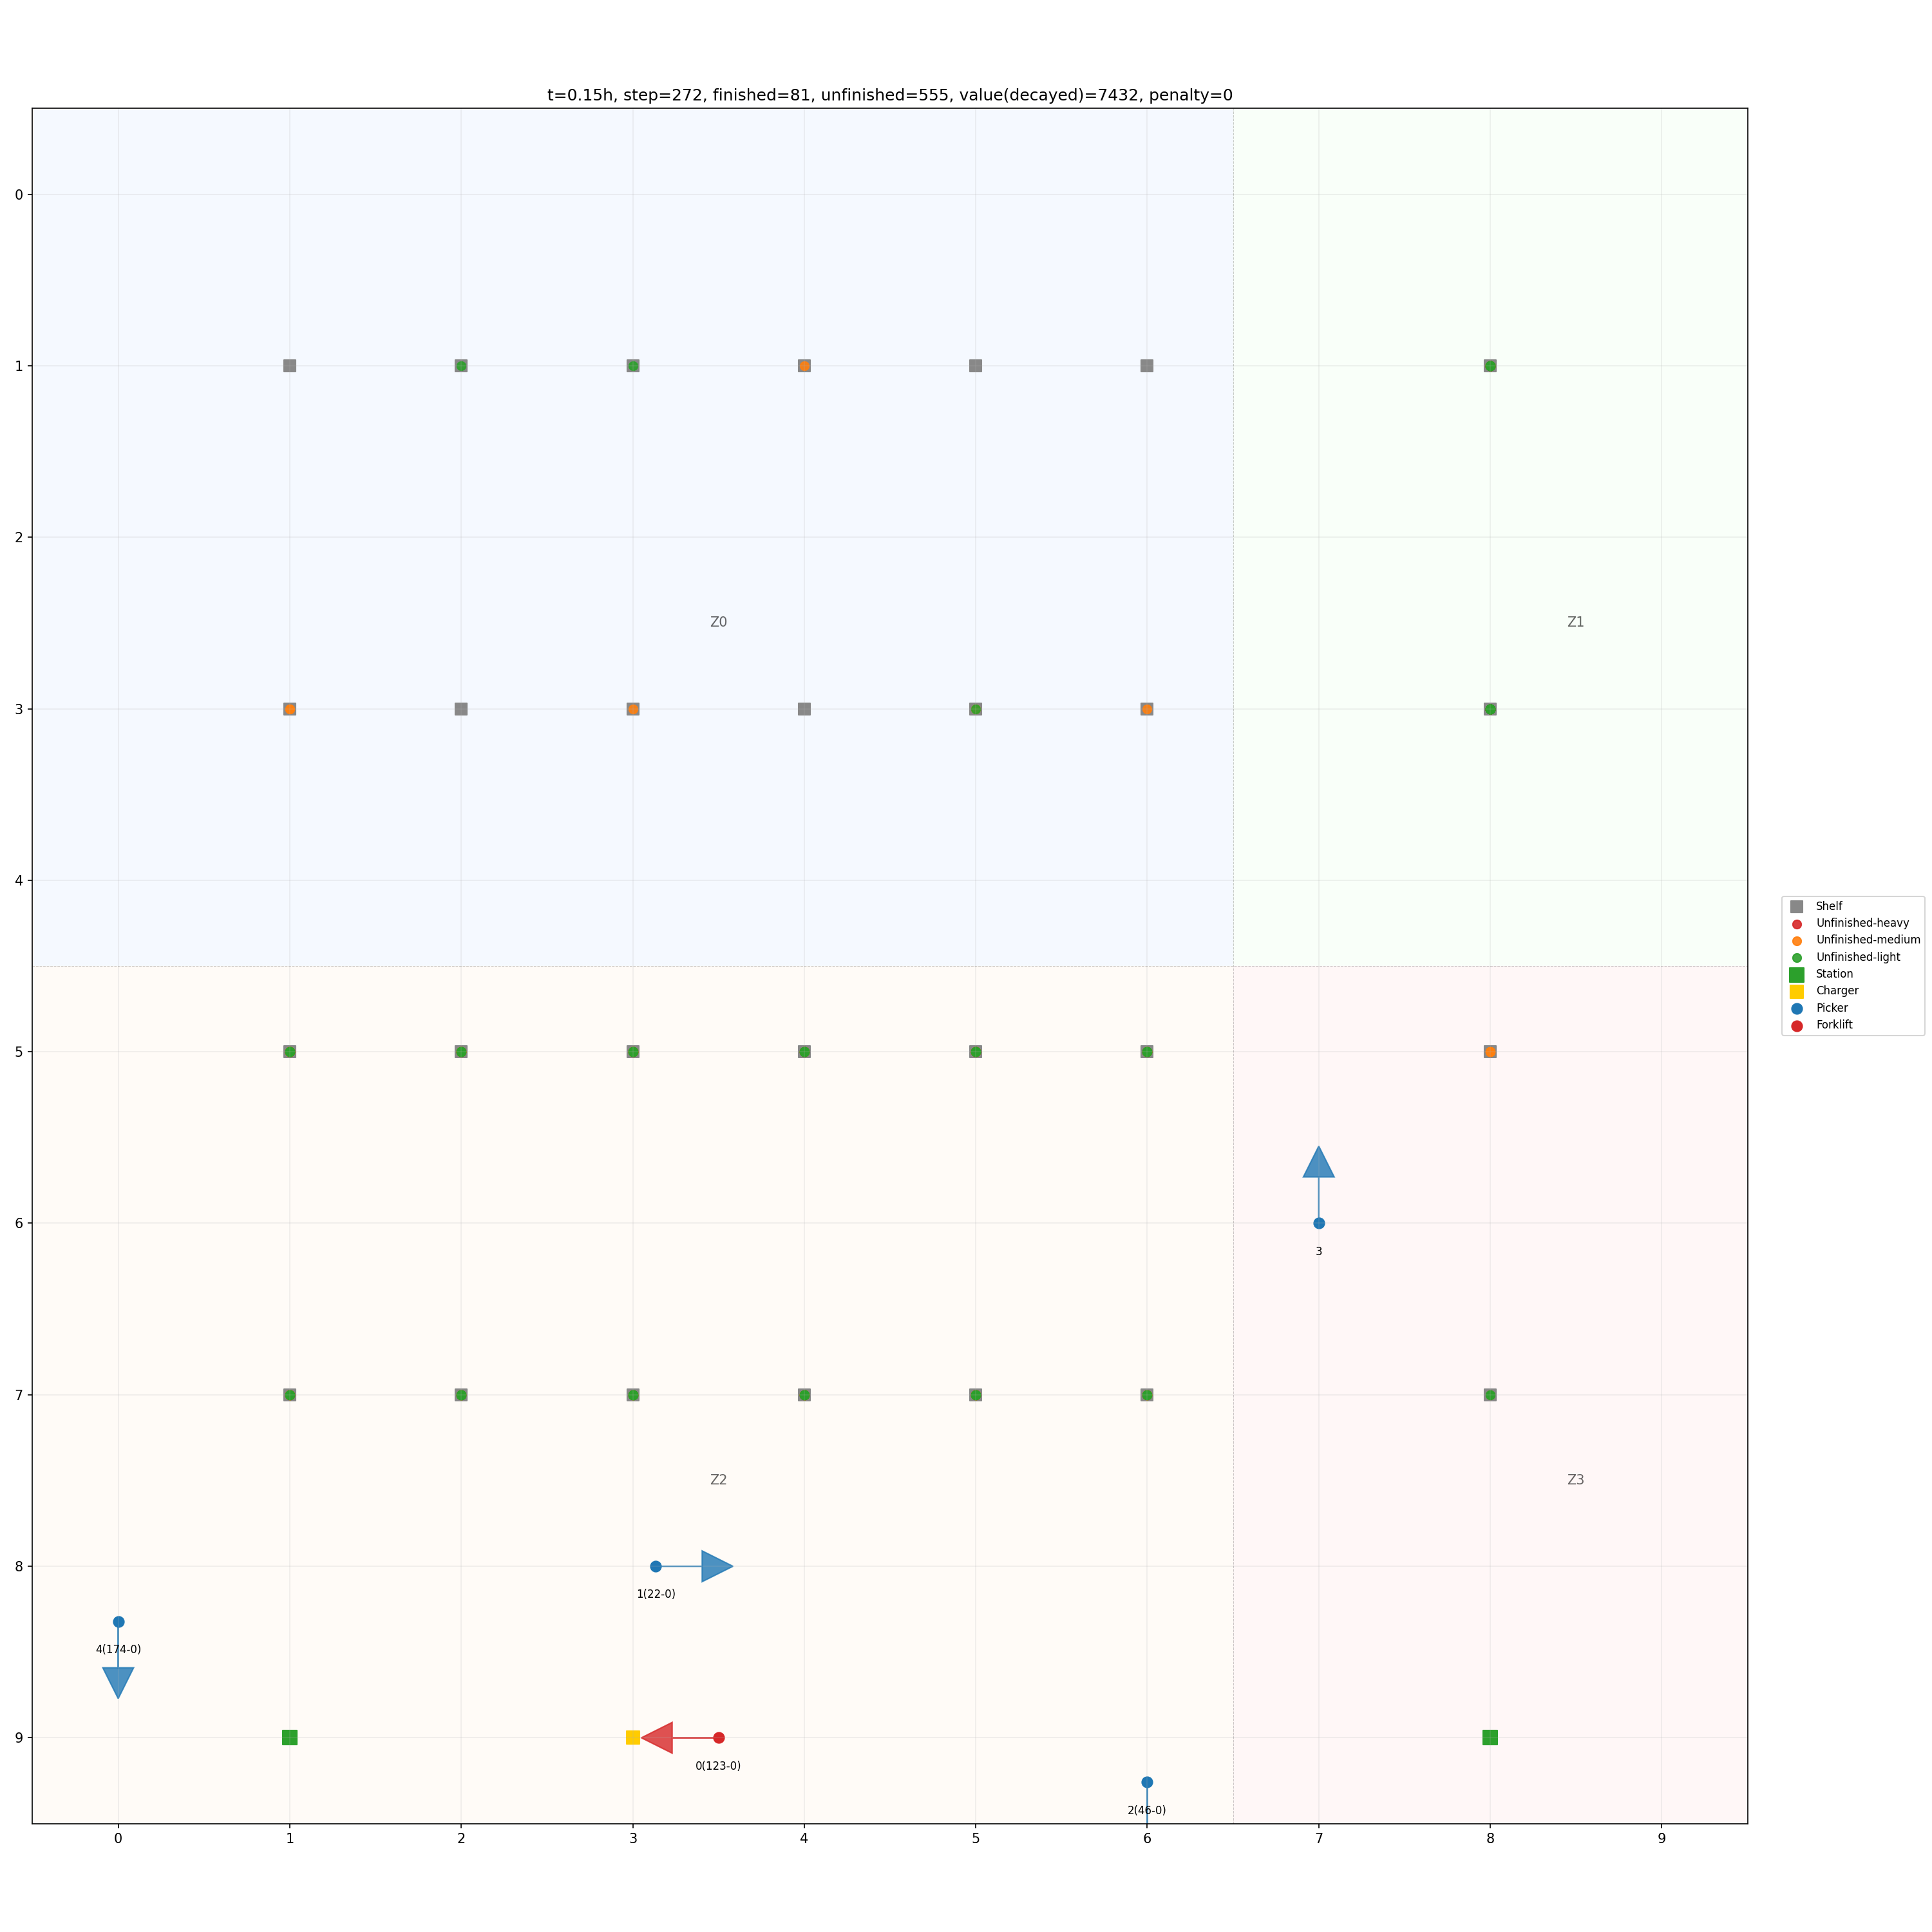 t=0.15h, step=272, finished=81, unfinished=555, value(decayed)=7432, penalty=0
0
1
2
Z0
Z1
3
4
Shelf
Unfinished-heavy
Unfinished-medium
Unfinished-light
Station
Charger
Picker
Forklift
5
6
3
7
Z2
Z3
8
1(22-0)
4(174-0)
9
0(123-0)
2(46-0)
0 1 2 3 4 5 6 7 8 9